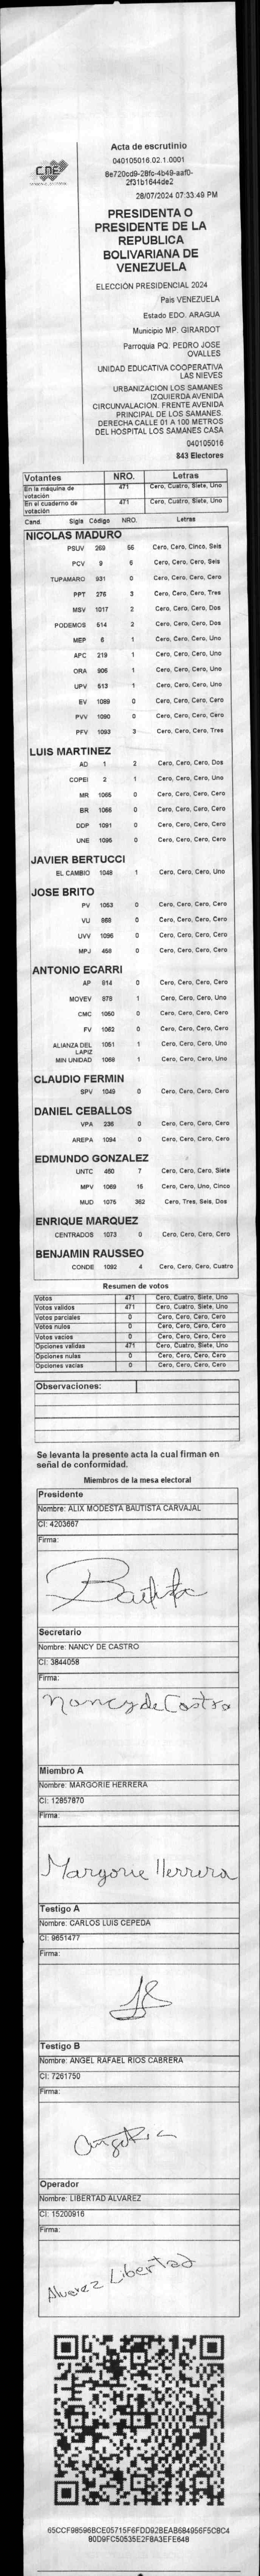 CNE
Acta de escrutinio
040105016.02.1.0001
8e720cd9-28fc-4b49-aaf0-
2f31b1644de2
28/07/2024 07:33:49 PM
PRESIDENTA O
PRESIDENTE DE LA
REPUBLICA
BOLIVARIANA DE
VENEZUELA
ELECCIÓN PRESIDENCIAL 2024
Pais VENEZUELA
Estado EDO. ARAGUA
Municipio MP. GIRARDOT
Parroquia PQ. PEDRO JOSE
OVALLES
UNIDAD EDUCATIVA COOPERATIVA
LAS NIEVES
URBANIZACION LOS SAMANES
IZQUIERDA AVENIDA
CIRCUNVALACION. FRENTE AVENIDA
PRINCIPAL DE LOS SAMANES.
DERECHA CALLE 01 A 100 METROS
DEL HOSPITAL LOS SAMANES CASA
040105016
843 Electores
Votantes NRO. Letras
En la máquina de votación 471 Cero, Cuatro, Siete, Uno
En el cuaderno de votación 471 Cero, Cuatro, Siete, Uno
Cand. Sigla Código NRO. Letras
NICOLAS MADURO
PSUV 269 56 Cero, Cero, Cinco, Seis
PCV 9 6 Cero, Cero, Cero, Seis
TUPAMARO 931 0 Cero, Cero, Cero, Cero
PPT 276 3 Cero, Cero, Cero, Tres
MSV 1017 2 Cero, Cero, Cero, Dos
PODEMOS 514 2 Cero, Cero, Cero, Dos
MEP 6 1 Cero, Cero, Cero, Uno
APC 219 1 Cero, Cero, Cero, Uno
ORA 906 1 Cero, Cero, Cero, Uno
UPV 513 1 Cero, Cero, Cero, Uno
EV 1089 0 Cero, Cero, Cero, Cero
PVV 1090 0 Cero, Cero, Cero, Cero
PFV 1093 3 Cero, Cero, Cero, Tres
LUIS MARTINEZ
AD 1 2 Cero, Cero, Cero, Dos
COPEI 2 1 Cero, Cero, Cero, Uno
MR 1065 0 Cero, Cero, Cero, Cero
BR 1066 0 Cero, Cero, Cero, Cero
DDP 1091 0 Cero, Cero, Cero, Cero
UNE 1095 0 Cero, Cero, Cero, Cero
JAVIER BERTUCCI
EL CAMBIO 1048 1 Cero, Cero, Cero, Uno
JOSE BRITO
PV 1063 0 Cero, Cero, Cero, Cero
VU 868 0 Cero, Cero, Cero, Cero
UVV 1096 0 Cero, Cero, Cero, Cero
MPJ 458 0 Cero, Cero, Cero, Cero
ANTONIO ECARRI
AP 814 0 Cero, Cero, Cero, Cero
MOVEV 878 1 Cero, Cero, Cero, Uno
CMC 1050 0 Cero, Cero, Cero, Cero
FV 1062 0 Cero, Cero, Cero, Cero
ALIANZA DEL LAPIZ 1051 1 Cero, Cero, Cero, Uno
MIN UNIDAD 1068 1 Cero, Cero, Cero, Uno
CLAUDIO FERMIN
SPV 1049 0 Cero, Cero, Cero, Cero
DANIEL CEBALLOS
VPA 236 0 Cero, Cero, Cero, Cero
AREPA 1094 0 Cero, Cero, Cero, Cero
EDMUNDO GONZALEZ
UNTC 460 7 Cero, Cero, Cero, Siete
MPV 1069 15 Cero, Cero, Uno, Cinco
MUD 1075 362 Cero, Tres, Seis, Dos
ENRIQUE MARQUEZ
CENTRADOS 1073 0 Cero, Cero, Cero, Cero
BENJAMIN RAUSSEO
CONDE 1092 4 Cero, Cero, Cero, Cuatro
Resumen de votos
Votos 471 Cero, Cuatro, Siete, Uno
Votos validos 471 Cero, Cuatro, Siete, Uno
Votos parciales 0 Cero, Cero, Cero, Cero
Votos nulos 0 Cero, Cero, Cero, Cero
Votos vacios 0 Cero, Cero, Cero, Cero
Opciones validas 471 Cero, Cuatro, Siete, Uno
Opciones nulas 0 Cero, Cero, Cero, Cero
Opciones vacias 0 Cero, Cero, Cero, Cero
Observaciones:
Se levanta la presente acta la cual firman en
señal de conformidad.
Miembros de la mesa electoral
Presidente
Nombre: ALIX MODESTA BAUTISTA CARVAJAL
CI: 4203667
Firma:
Bautista
Secretario
Nombre: NANCY DE CASTRO
CI: 3844058
Firma:
Nancy de Castro
Miembro A
Nombre: MARGORIE HERRERA
CI: 12857870
Firma:
Margorie Herrera
Testigo A
Nombre: CARLOS LUIS CEPEDA
CI: 9651477
Firma:
Testigo B
Nombre: ANGEL RAFAEL RIOS CABRERA
CI: 7261750
Firma:
Operador
Nombre: LIBERTAD ALVAREZ
CI: 15200916
Firma:
Alvarez Libertad
65CCF98596BCE05715F6FDD92BEAB684956F5C8C4
80D9FC50535E2F8A3EFE648